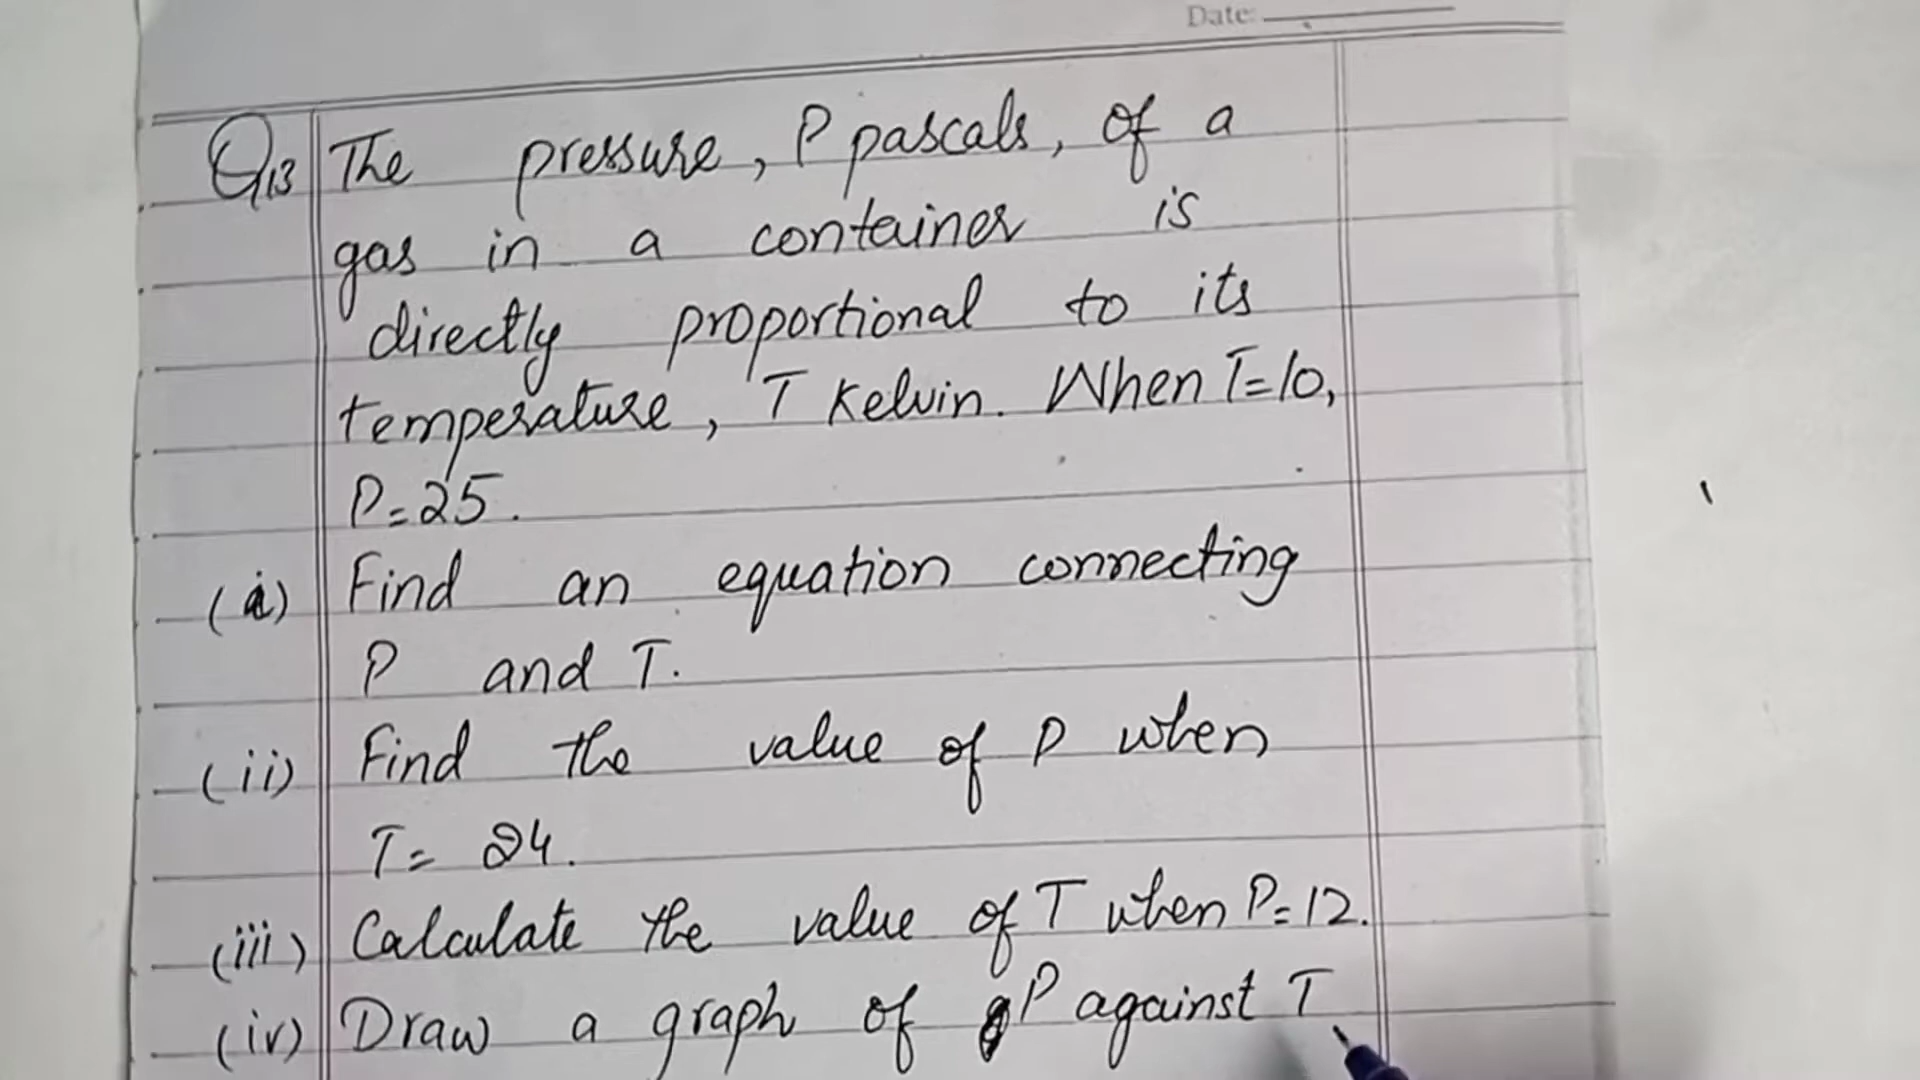 Date:
Q13 The pressure, P pascals, of a
gas in a container is
directly proportional to its
temperature, T Kelvin. When T=10,
P=25.
(i) Find an equation connecting
P and T.
(ii) Find the value of P when
T= 24.
(iii) Calculate the value of T when P=12.
(iv) Draw a graph of P against T